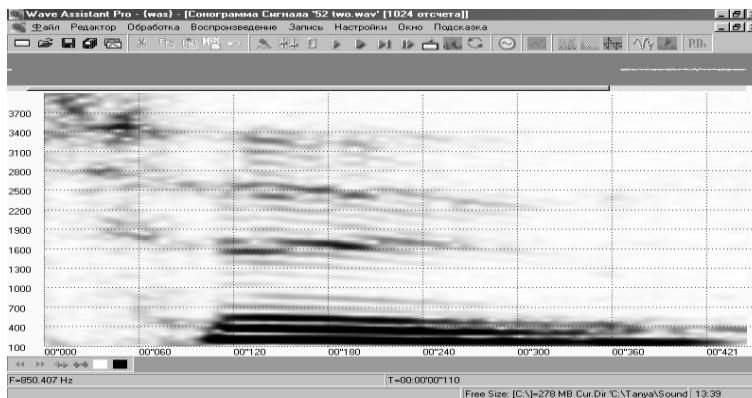 Wave Assistant Pro - (was) - [Сонограмма Сигнала '52 two.wav' [1024 отсчета]]
Файл Редактор Обработка Воспроизведение Запись Настройки Окно Подсказка
MIX P.D.
3700
3400
3100
2800
2500
2200
1900
1600
1300
1000
700
400
100
00"000 00"060 00"120 00"180 00"240 00"300 00"360 00"421
F=850.407 Hz T=00:00'00"110
Free Size: [C:\]=278 MB Cur.Dir 'C:\Tanya\Sound 13:39